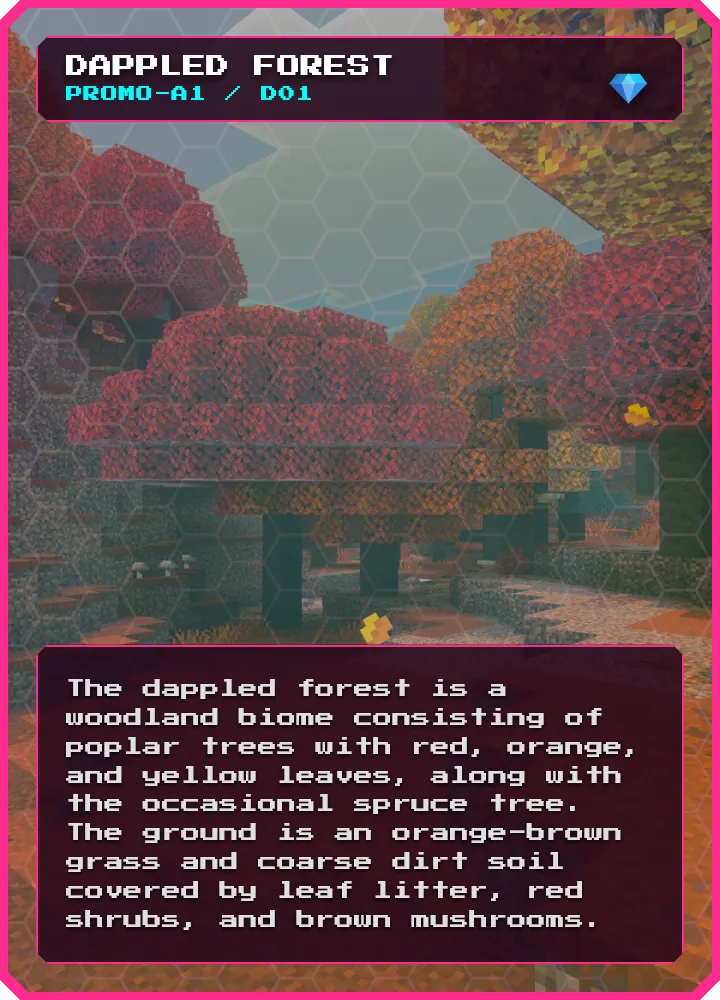 DAPPLED FOREST
PROMO-A1 / D01
The dappled forest is a
woodland biome consisting of
poplar trees with red, orange,
and yellow leaves, along with
the occasional spruce tree.
The ground is an orange-brown
grass and coarse dirt soil
covered by leaf litter, red
shrubs, and brown mushrooms.